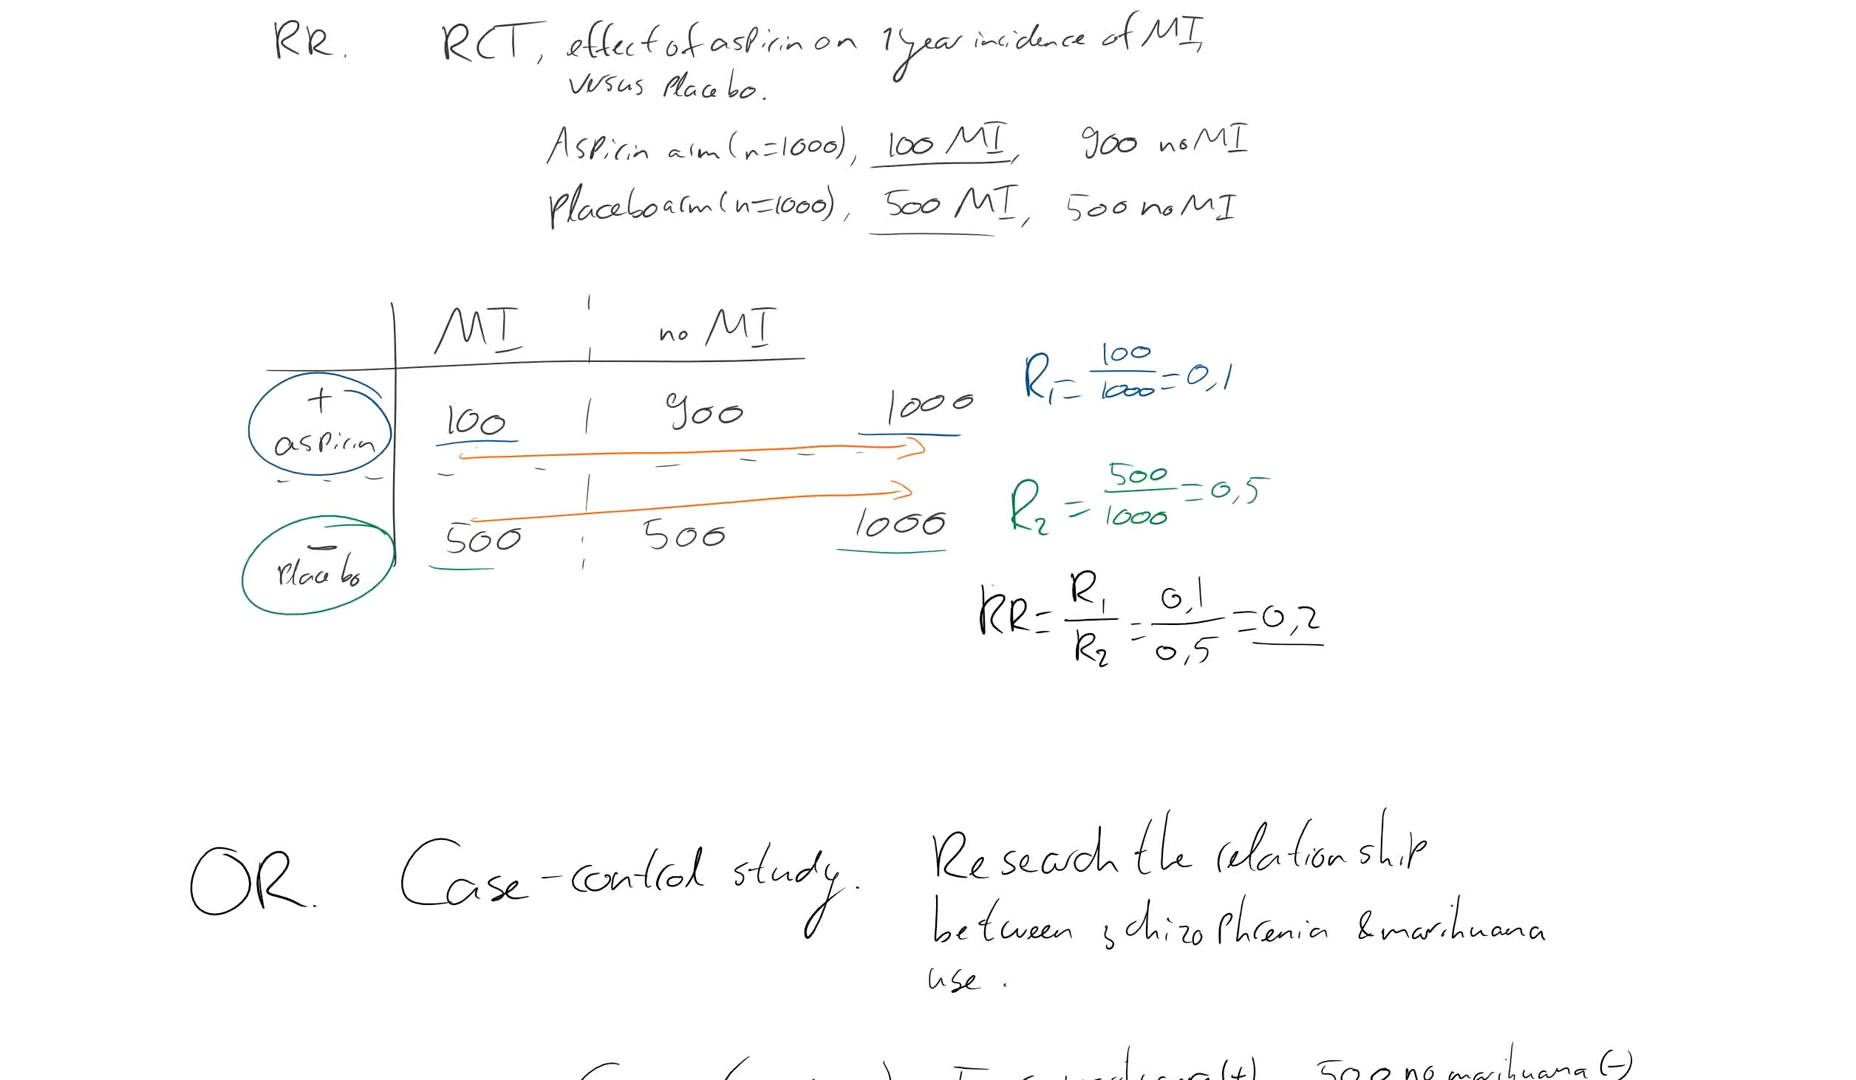 RR. RCT, effect of aspirin on 1 year incidence of MI,
versus placebo.
Aspirin arm (n=1000), 100 MI, 900 no MI
placebo arm (n=1000), 500 MI, 500 no MI
MI no MI
+ aspirin 100 900 1000
R₁ = 100/1000 = 0,1
- placebo 500 500 1000
R₂ = 500/1000 = 0,5
RR = R₁/R₂ = 0,1/0,5 = 0,2
OR. Case-control study. Research the relationship
between schizophrenia & marihuana
use.
500 no marihuana (-)